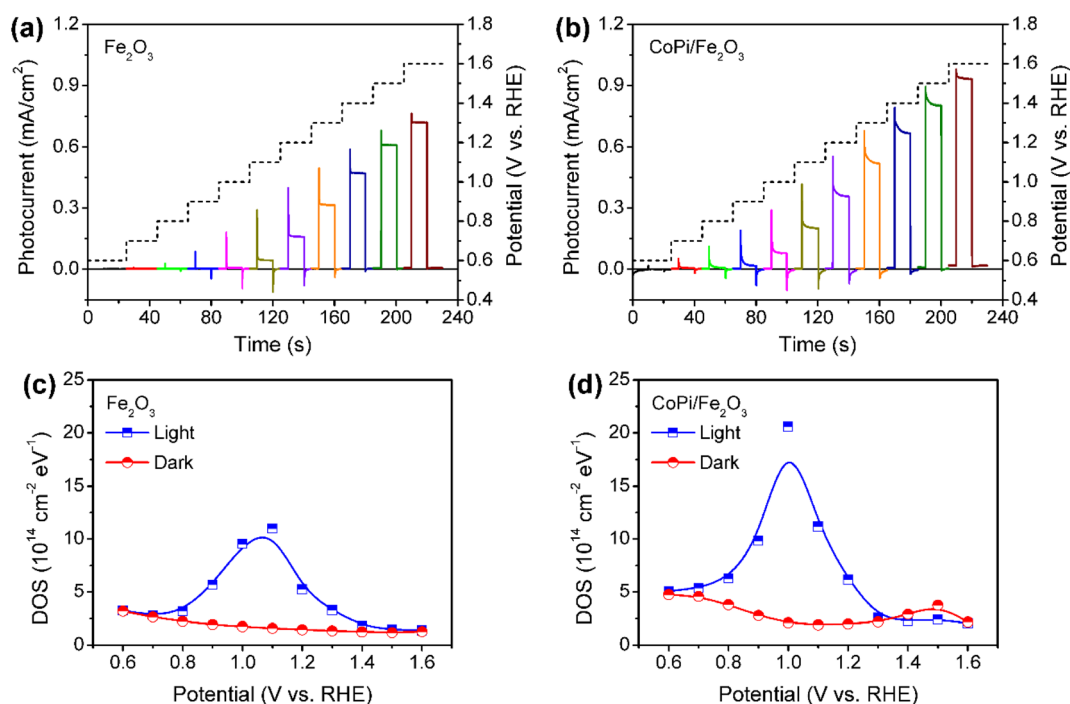 (a)
Fe₂O₃
Photocurrent (mA/cm²)
1.2
0.9
0.6
0.3
0.0
Potential (V vs. RHE)
1.8
1.6
1.4
1.2
1.0
0.8
0.6
0.4
0 40 80 120 160 200 240
Time (s)
(b)
CoPi/Fe₂O₃
Photocurrent (mA/cm²)
1.2
0.9
0.6
0.3
0.0
Potential (V vs. RHE)
1.8
1.6
1.4
1.2
1.0
0.8
0.6
0.4
0 40 80 120 160 200 240
Time (s)
(c)
Fe₂O₃
Light
Dark
DOS (10¹⁴ cm⁻² eV⁻¹)
25
20
15
10
5
0
0.6 0.8 1.0 1.2 1.4 1.6
Potential (V vs. RHE)
(d)
CoPi/Fe₂O₃
Light
Dark
DOS (10¹⁴ cm⁻² eV⁻¹)
25
20
15
10
5
0
0.6 0.8 1.0 1.2 1.4 1.6
Potential (V vs. RHE)